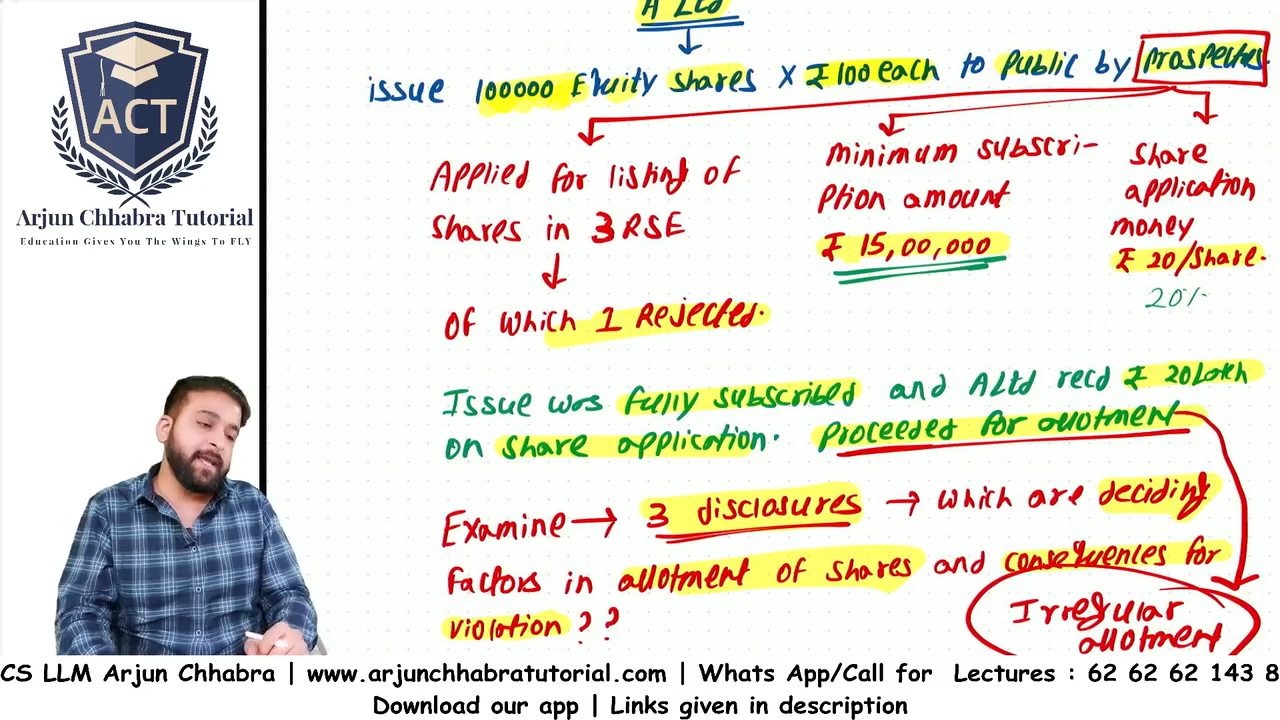 A Ltd
issue 100000 Equity shares × ₹ 100 each to public by prospectus.
Applied for listing of
shares in 3 RSE
of which 1 Rejected.
Minimum subscri-
ption amount
₹ 15,00,000
share
application
money
₹ 20/share.
20%
Issue was fully subscribed and A Ltd recd ₹ 20 Lakh
on share application. Proceeded for allotment
Examine → 3 disclosures → which are deciding
factors in allotment of shares and consequences for
violation ??
Irregular
allotment
ACT
Arjun Chhabra Tutorial
Education Gives You The Wings To FLY
CS LLM Arjun Chhabra | www.arjunchhabratutorial.com | Whats App/Call for Lectures : 62 62 62 143 8
Download our app | Links given in description